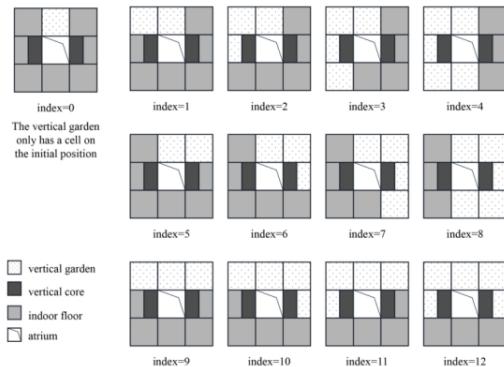 index=0
index=1
index=2
index=3
index=4
The vertical garden
only has a cell on
the initial position
index=5
index=6
index=7
index=8
vertical garden
vertical core
indoor floor
atrium
index=9
index=10
index=11
index=12